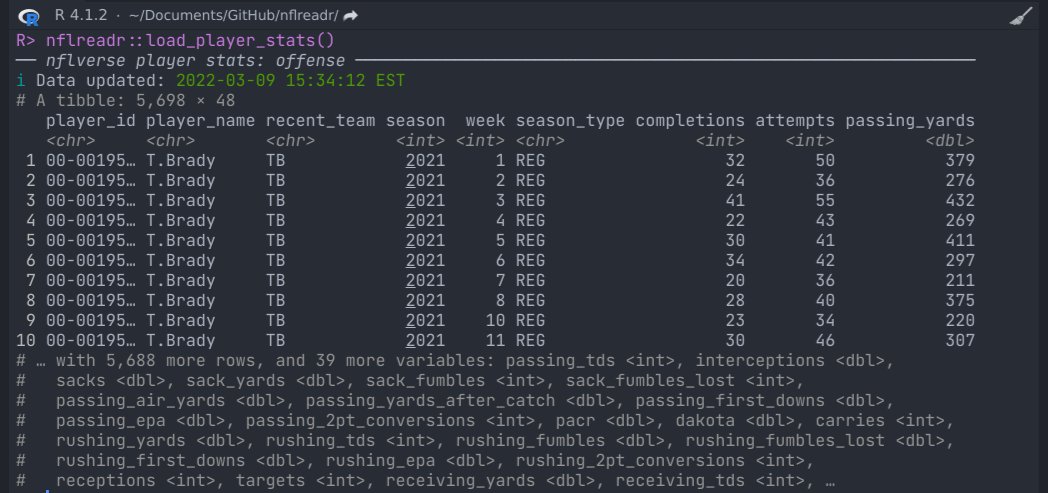 R 4.1.2 · ~/Documents/GitHub/nflreadr/
R> nflreadr::load_player_stats()
── nflverse player stats: offense ──────────────────────────────
i Data updated: 2022-03-09 15:34:12 EST
# A tibble: 5,698 × 48
   player_id player_name recent_team season  week season_type completions attempts passing_yards
   <chr>     <chr>       <chr>        <int> <int> <chr>             <int>    <int>         <dbl>
 1 00-00195… T.Brady     TB            2021     1 REG                  32       50           379
 2 00-00195… T.Brady     TB            2021     2 REG                  24       36           276
 3 00-00195… T.Brady     TB            2021     3 REG                  41       55           432
 4 00-00195… T.Brady     TB            2021     4 REG                  22       43           269
 5 00-00195… T.Brady     TB            2021     5 REG                  30       41           411
 6 00-00195… T.Brady     TB            2021     6 REG                  34       42           297
 7 00-00195… T.Brady     TB            2021     7 REG                  20       36           211
 8 00-00195… T.Brady     TB            2021     8 REG                  28       40           375
 9 00-00195… T.Brady     TB            2021    10 REG                  23       34           220
10 00-00195… T.Brady     TB            2021    11 REG                  30       46           307
# … with 5,688 more rows, and 39 more variables: passing_tds <int>, interceptions <dbl>,
#   sacks <dbl>, sack_yards <dbl>, sack_fumbles <int>, sack_fumbles_lost <int>,
#   passing_air_yards <dbl>, passing_yards_after_catch <dbl>, passing_first_downs <dbl>,
#   passing_epa <dbl>, passing_2pt_conversions <int>, pacr <dbl>, dakota <dbl>, carries <int>,
#   rushing_yards <dbl>, rushing_tds <int>, rushing_fumbles <dbl>, rushing_fumbles_lost <dbl>,
#   rushing_first_downs <dbl>, rushing_epa <dbl>, rushing_2pt_conversions <int>,
#   receptions <int>, targets <int>, receiving_yards <dbl>, receiving_tds <int>, …